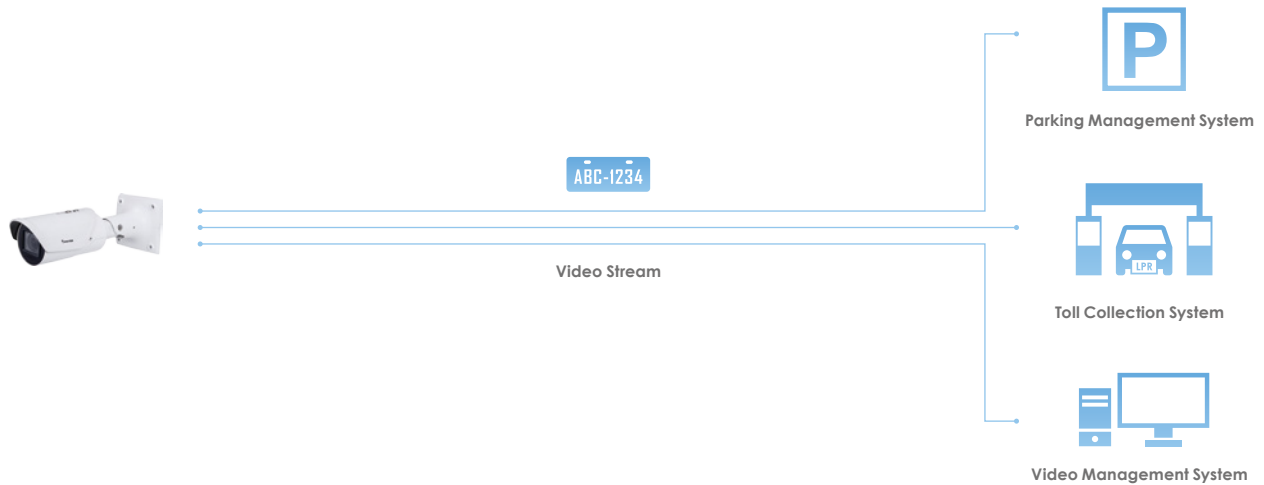 P
Parking Management System
ABC-1234
Video Stream
LPR
Toll Collection System
Video Management System